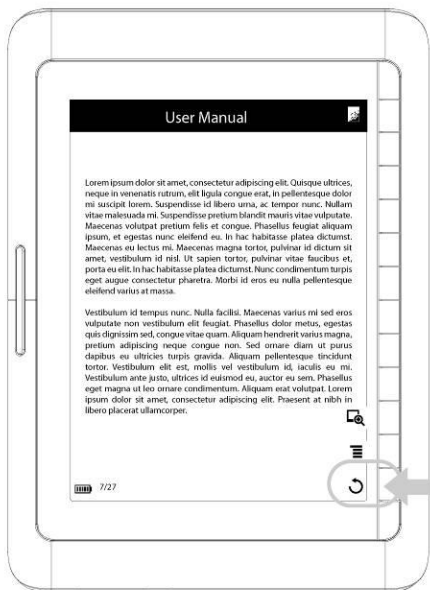 User Manual
Lorem ipsum dolor sit amet, consectetur adipiscing elit. Quisque ultrices,
neque in venenatis rutrum, elit ligula congue erat, in pellentesque dolor
mi suscipit lorem. Suspendisse id libero urna, ac tempor nunc. Nullam
vitae malesuada mi. Suspendisse pretium blandit mauris vitae vulputate.
Maecenas volutpat pretium felis et congue. Phasellus feugiat aliquam
ipsum, et egestas nunc eleifend eu. In hac habitasse platea dictumst.
Maecenas eu lectus mi. Maecenas magna tortor, pulvinar id dictum sit
amet, vestibulum id nisl. Ut sapien tortor, pulvinar vitae faucibus et,
porta eu elit. In hac habitasse platea dictumst. Nunc condimentum turpis
eget augue consectetur pharetra. Morbi id eros eu nulla pellentesque
eleifend varius at massa.
Vestibulum id tempus nunc. Nulla facilisi. Maecenas varius mi sed eros
vulputate non vestibulum elit feugiat. Phasellus dolor metus, egestas
quis dignissim sed, congue vitae quam. Aliquam hendrerit varius magna,
pretium adipiscing neque congue non. Sed ornare diam ut purus
dapibus eu ultricies turpis gravida. Aliquam pellentesque tincidunt
tortor. Vestibulum elit est, mollis vel vestibulum id, iaculis eu mi.
Vestibulum ante justo, ultrices id euismod eu, auctor eu sem. Phasellus
eget magna ut leo ornare condimentum. Aliquam erat volutpat. Lorem
ipsum dolor sit amet, consectetur adipiscing elit. Praesent at nibh in
libero placerat ullamcorper.
7/27